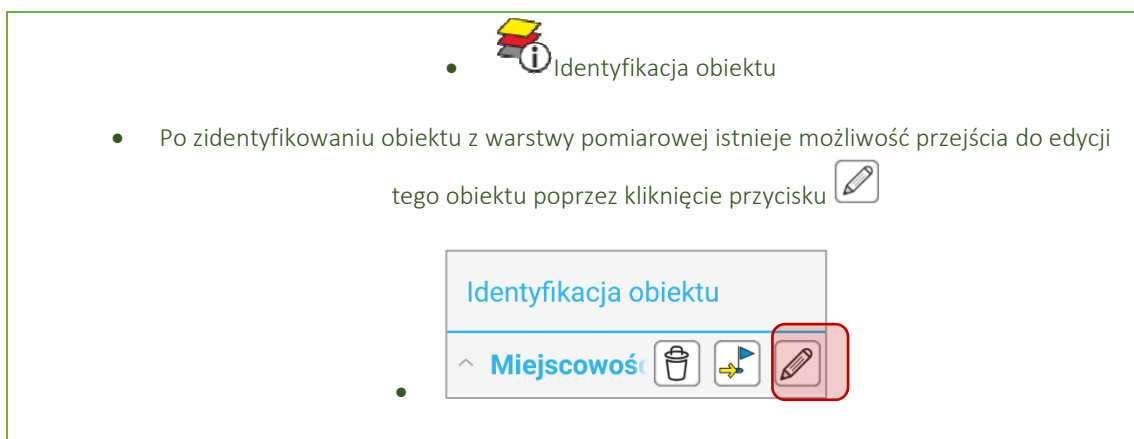 • Identyfikacja obiektu
• Po zidentyfikowaniu obiektu z warstwy pomiarowej istnieje możliwość przejścia do edycji
tego obiektu poprzez kliknięcie przycisku
Identyfikacja obiektu
Miejscowoś
•